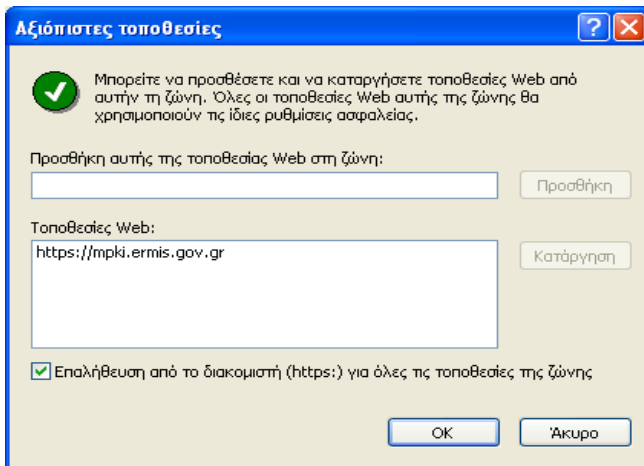 Αξιόπιστες τοποθεσίες
Μπορείτε να προσθέσετε και να καταργήσετε τοποθεσίες Web από
αυτήν τη ζώνη. Όλες οι τοποθεσίες Web αυτής της ζώνης θα
χρησιμοποιούν τις ίδιες ρυθμίσεις ασφαλείας.
Προσθήκη αυτής της τοποθεσίας Web στη ζώνη:
Προσθήκη
Τοποθεσίες Web:
https://mpki.ermis.gov.gr
Κατάργηση
Επαλήθευση από το διακομιστή (https:) για όλες τις τοποθεσίες της ζώνης
OK
Άκυρο